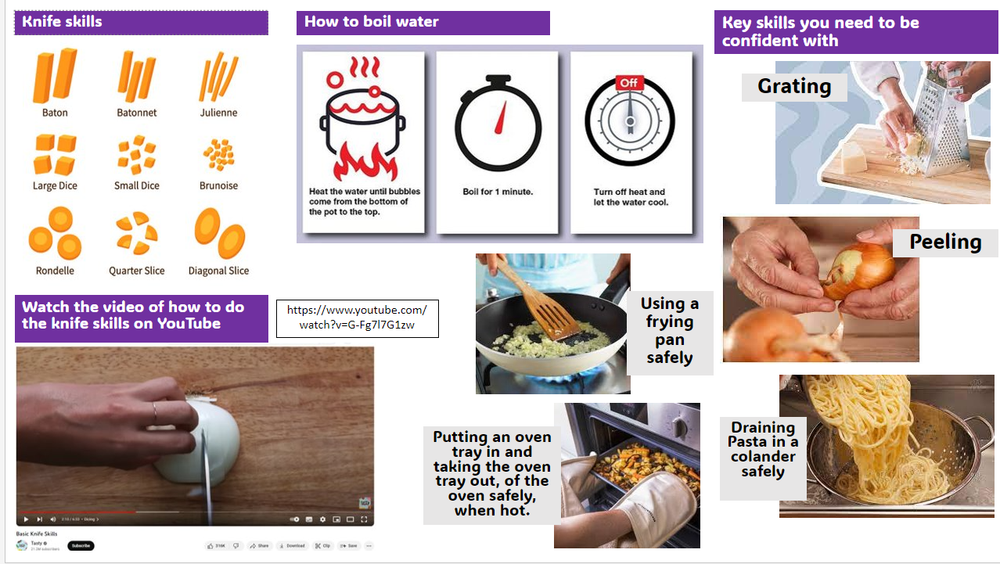 Knife skills
Baton
Batonnet
Julienne
Large Dice
Small Dice
Brunoise
Rondelle
Quarter Slice
Diagonal Slice
Watch the video of how to do
the knife skills on YouTube
https://www.youtube.com/
watch?v=G-Fg7l7G1zw
Basic Knife Skills
Tasty
Subscribe
316K
Share
Download
Clip
Save
How to boil water
Heat the water until bubbles
come from the bottom of
the pot to the top.
Boil for 1 minute.
Off
Turn off heat and
let the water cool.
Using a
frying
pan
safely
Putting an oven
tray in and
taking the oven
tray out, of the
oven safely,
when hot.
Key skills you need to be
confident with
Grating
Peeling
Draining
Pasta in a
colander
safely